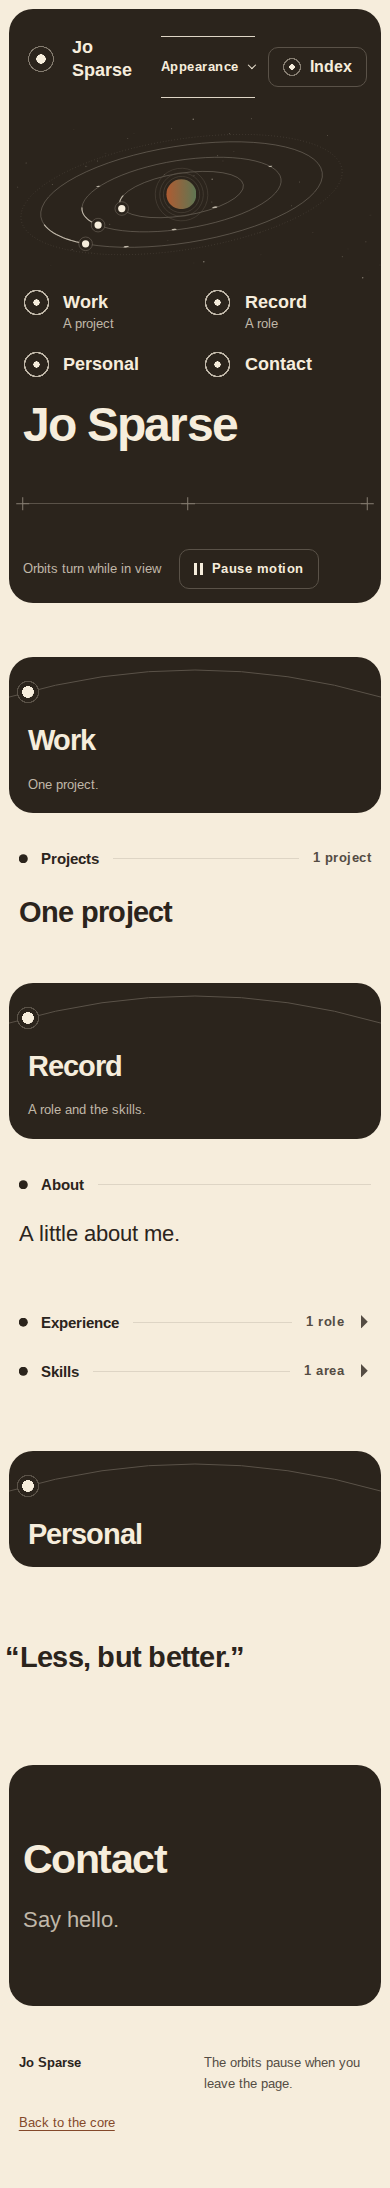 Jo
Sparse
Appearance
Index
Work
A project
Record
A role
Personal
Contact
Jo Sparse
Orbits turn while in view
Pause motion
Work
One project.
Projects
1 project
One project
Record
A role and the skills.
About
A little about me.
Experience
1 role
Skills
1 area
Personal
“Less, but better.”
Contact
Say hello.
Jo Sparse
The orbits pause when you
leave the page.
Back to the core